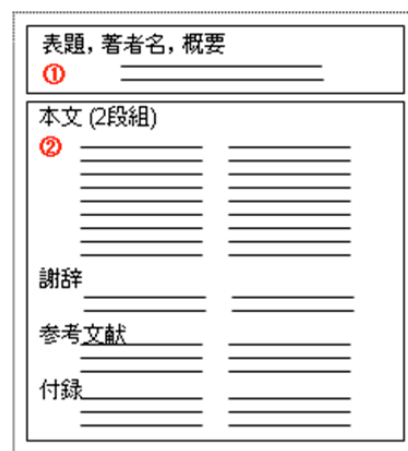 表題, 著者名, 概要
①
本文 (2段組)
②
謝辞
参考文献
付録